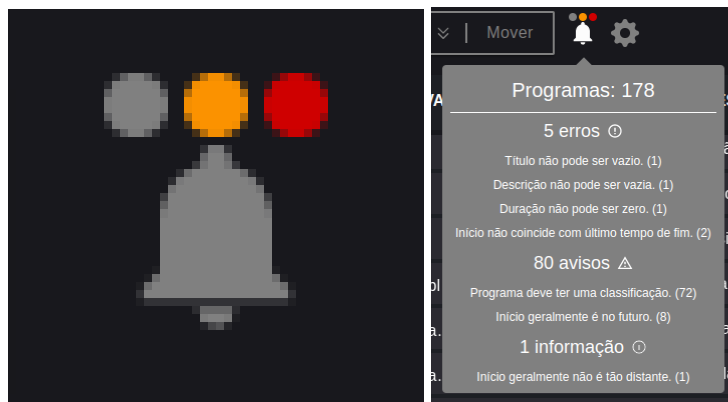 Mover
Programas: 178
5 erros
Título não pode ser vazio. (1)
Descrição não pode ser vazia. (1)
Duração não pode ser zero. (1)
Início não coincide com último tempo de fim. (2)
80 avisos
Programa deve ter uma classificação. (72)
Início geralmente é no futuro. (8)
1 informação
Início geralmente não é tão distante. (1)